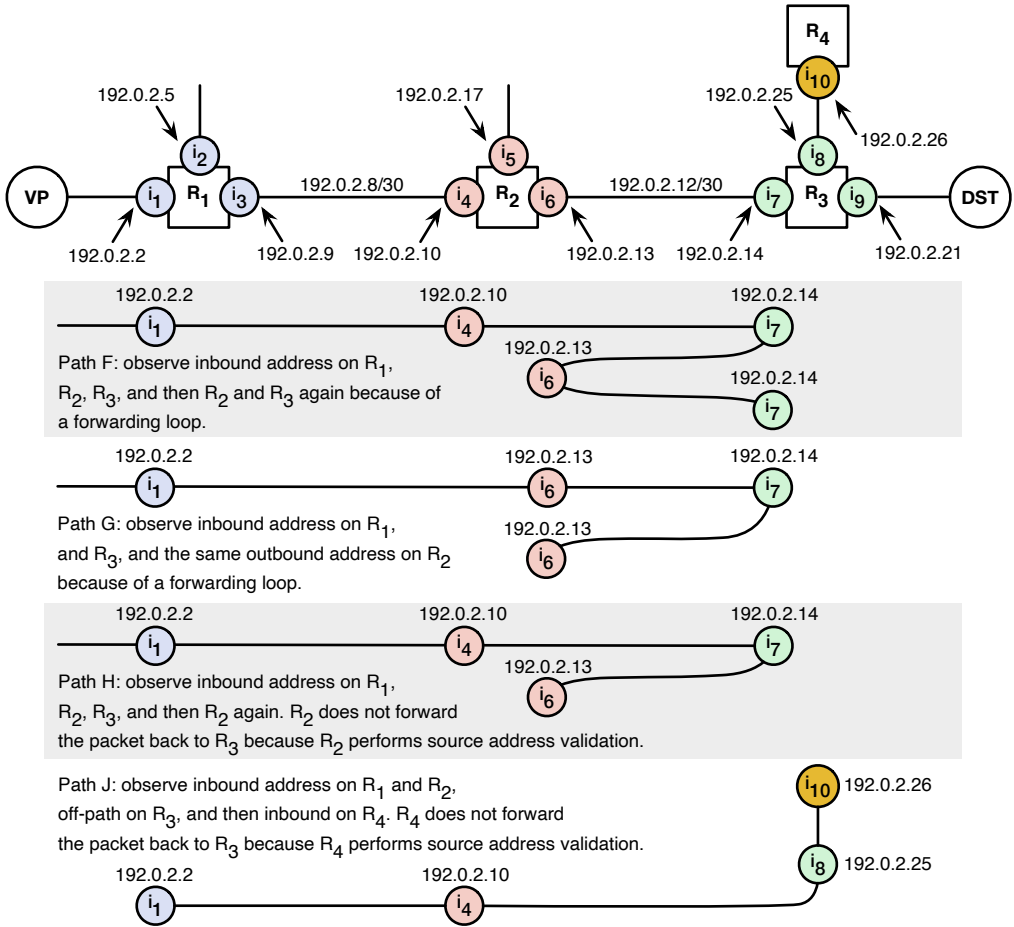 R4
i10
192.0.2.5
192.0.2.17
192.0.2.25
192.0.2.26
i2
i5
i8
VP
i1
R1
i3
192.0.2.8/30
i4
R2
i6
192.0.2.12/30
i7
R3
i9
DST
192.0.2.2
192.0.2.9
192.0.2.10
192.0.2.13
192.0.2.14
192.0.2.21
192.0.2.2
192.0.2.10
192.0.2.14
i1
i4
i7
192.0.2.13
Path F: observe inbound address on R1,
i6
192.0.2.14
R2, R3, and then R2 and R3 again because of
i7
a forwarding loop.
192.0.2.2
192.0.2.13
192.0.2.14
i1
i6
i7
Path G: observe inbound address on R1,
192.0.2.13
and R3, and the same outbound address on R2
i6
because of a forwarding loop.
192.0.2.2
192.0.2.10
192.0.2.14
i1
i4
i7
192.0.2.13
Path H: observe inbound address on R1,
i6
R2, R3, and then R2 again. R2 does not forward
the packet back to R3 because R2 performs source address validation.
Path J: observe inbound address on R1 and R2,
i10 192.0.2.26
off-path on R3, and then inbound on R4. R4 does not forward
the packet back to R3 because R4 performs source address validation.
i8 192.0.2.25
192.0.2.2
192.0.2.10
i1
i4